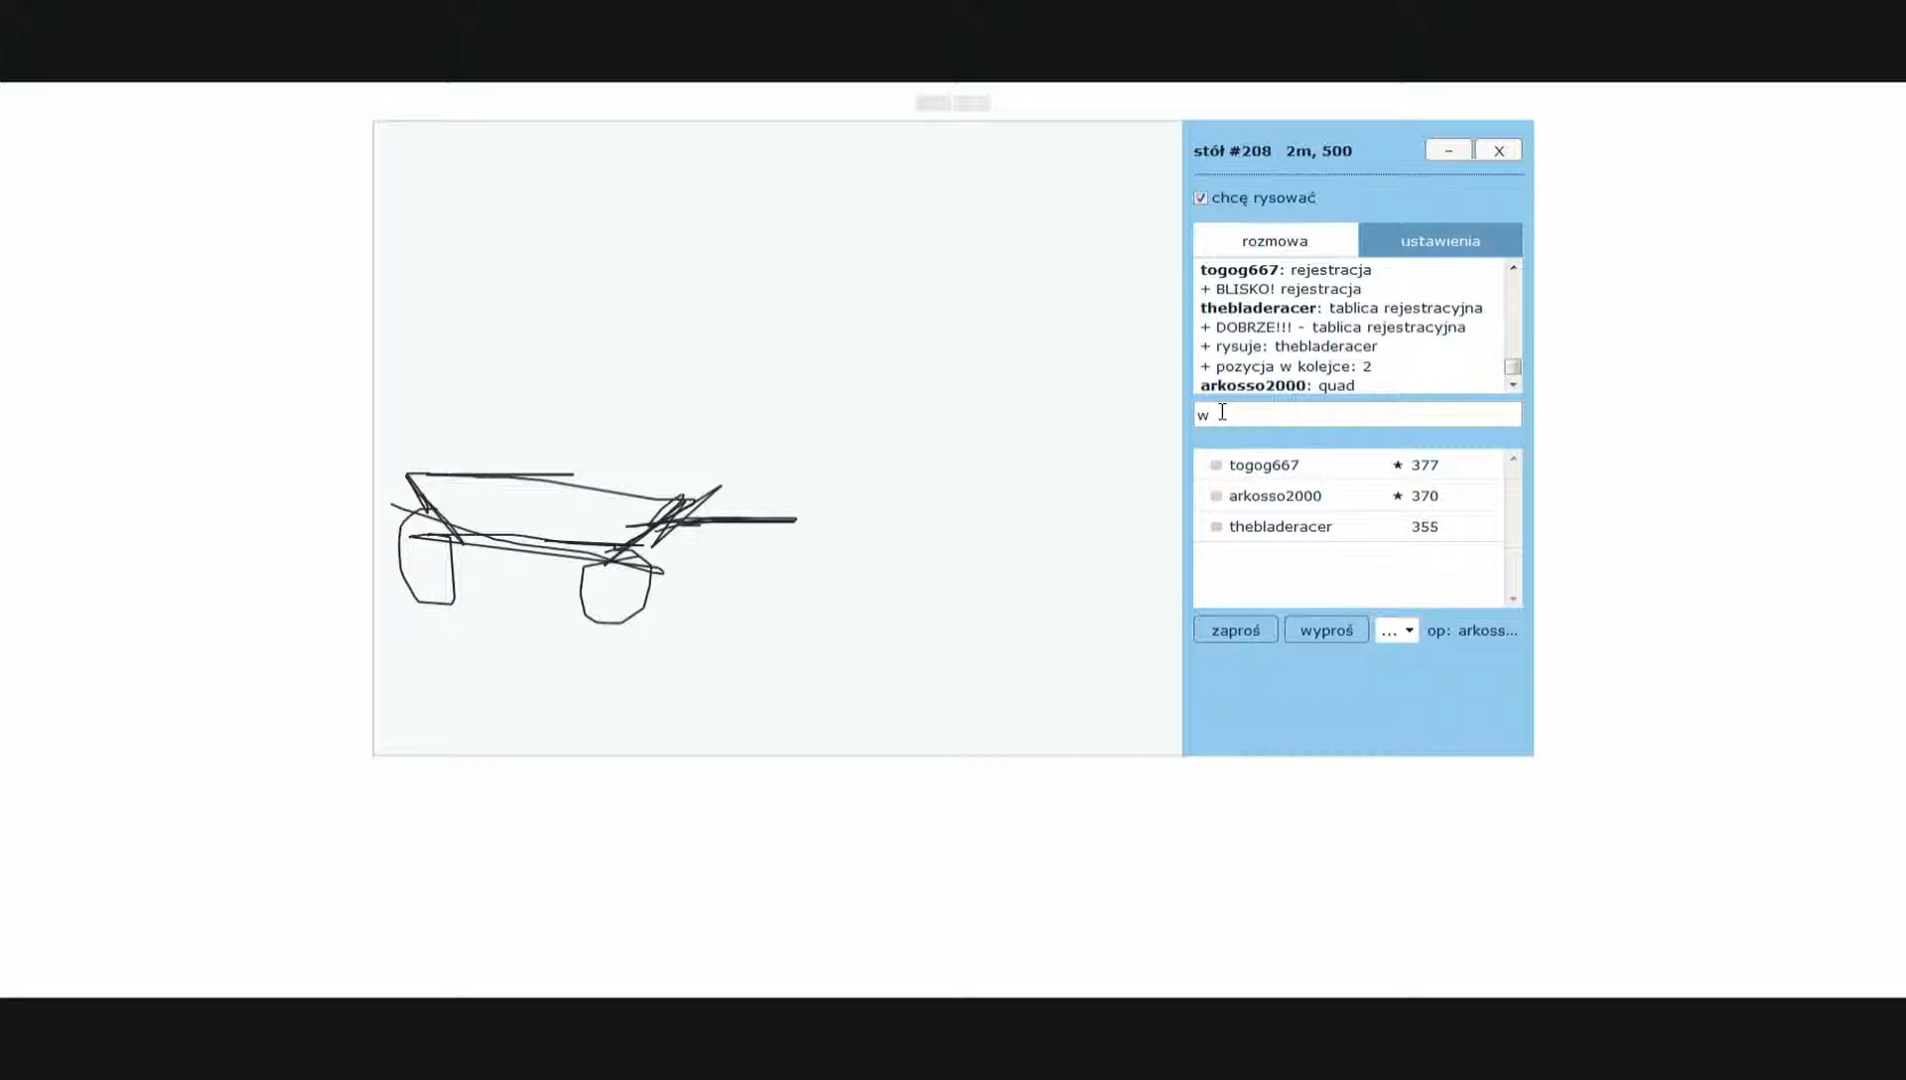 stół #208 2m, 500
– X
chcę rysować
rozmowa ustawienia
togog667: rejestracja
+ BLISKO! rejestracja
thebladeracer: tablica rejestracyjna
+ DOBRZE!!! - tablica rejestracyjna
+ rysuje: thebladeracer
+ pozycja w kolejce: 2
arkosso2000: quad
w
togog667 ★ 377
arkosso2000 ★ 370
thebladeracer 355
zaproś wyproś ... op: arkoss...